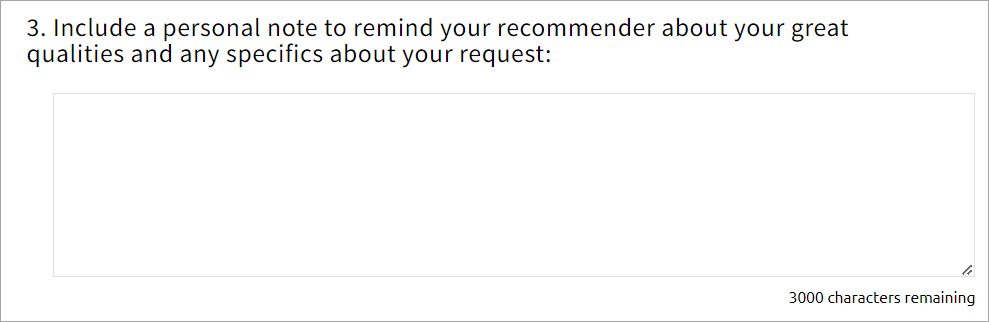 3. Include a personal note to remind your recommender about your great
qualities and any specifics about your request:
3000 characters remaining